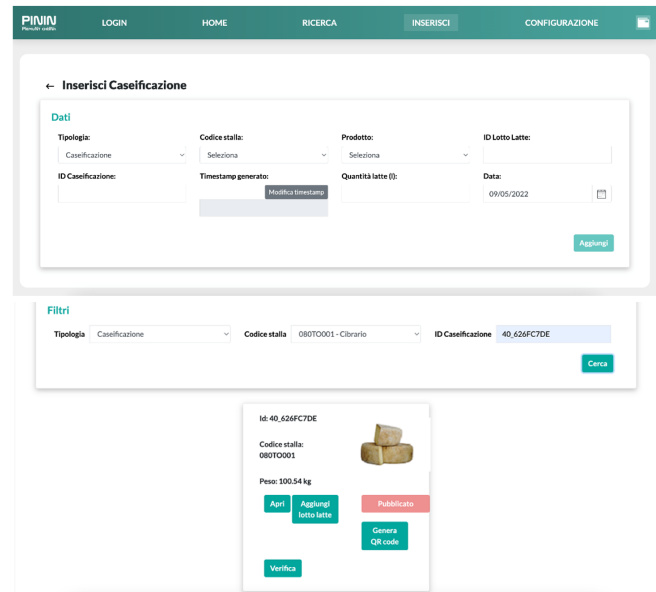 PININ
LOGIN
HOME
RICERCA
INSERISCI
CONFIGURAZIONE
← Inserisci Caseificazione
Dati
Tipologia:
Codice stalla:
Prodotto:
ID Lotto Latte:
Caseificazione
Seleziona
Seleziona
ID Caseificazione:
Timestamp generato:
Quantità latte (l):
Data:
Modifica timestamp
09/05/2022
Aggiungi
Filtri
Tipologia
Caseificazione
Codice stalla
080TO001 - Cibrario
ID Caseificazione
40_626FC7DE
Cerca
Id: 40_626FC7DE
Codice stalla:
080TO001
Peso: 100.54 kg
Apri
Aggiungi
lotto latte
Pubblicato
Genera
QR code
Verifica